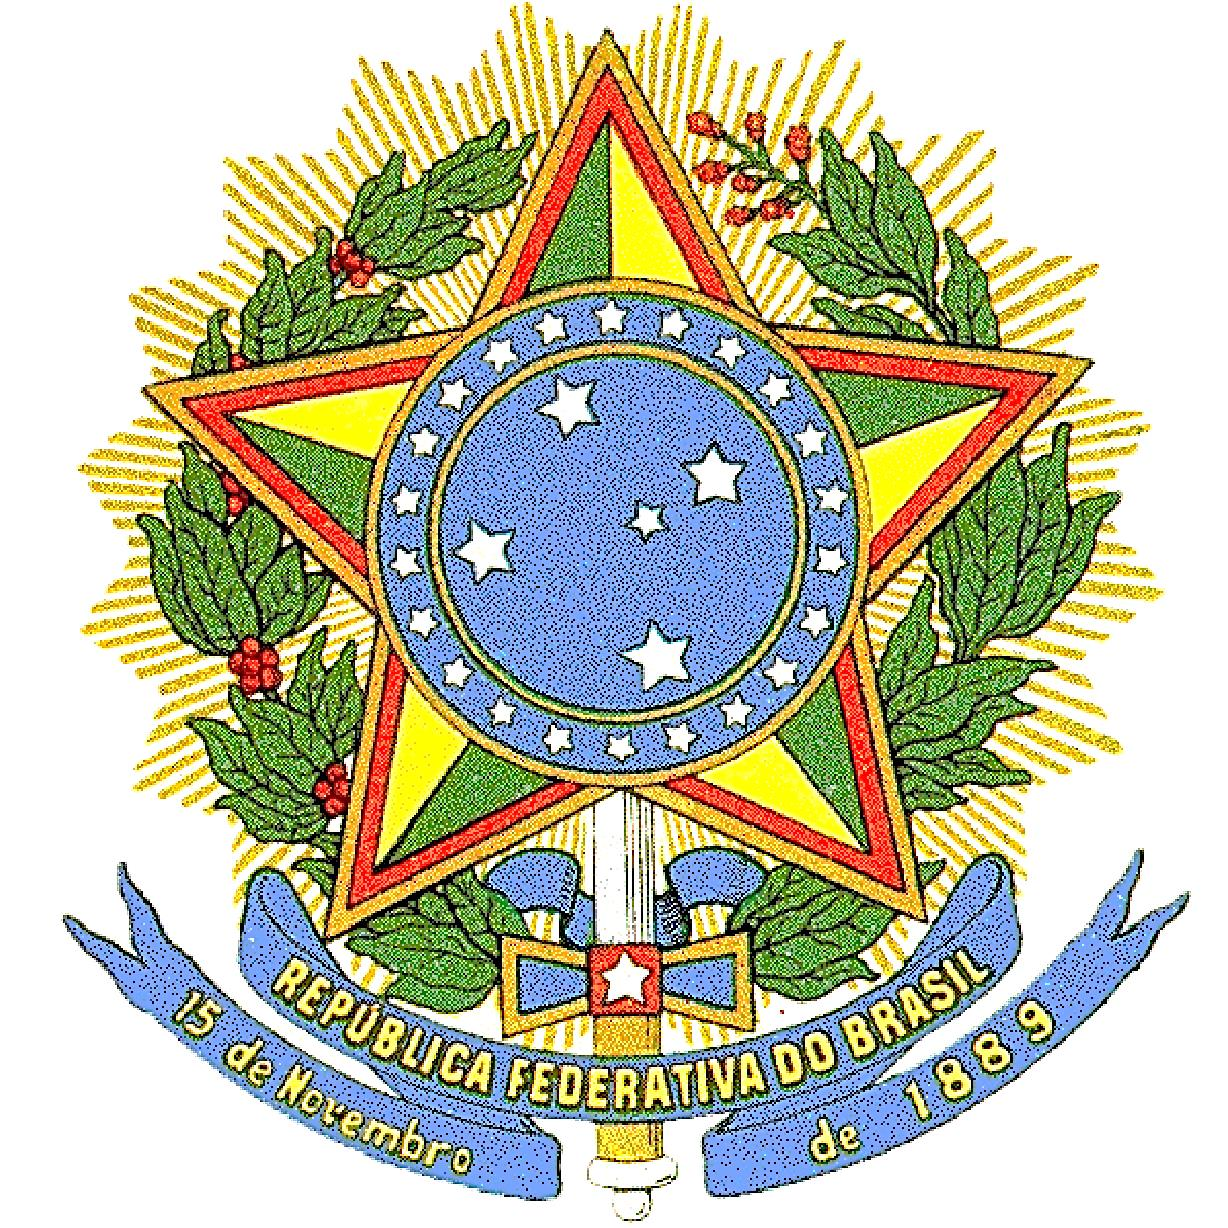 REPÚBLICA FEDERATIVA DO BRASIL
15 de Novembro de 1889